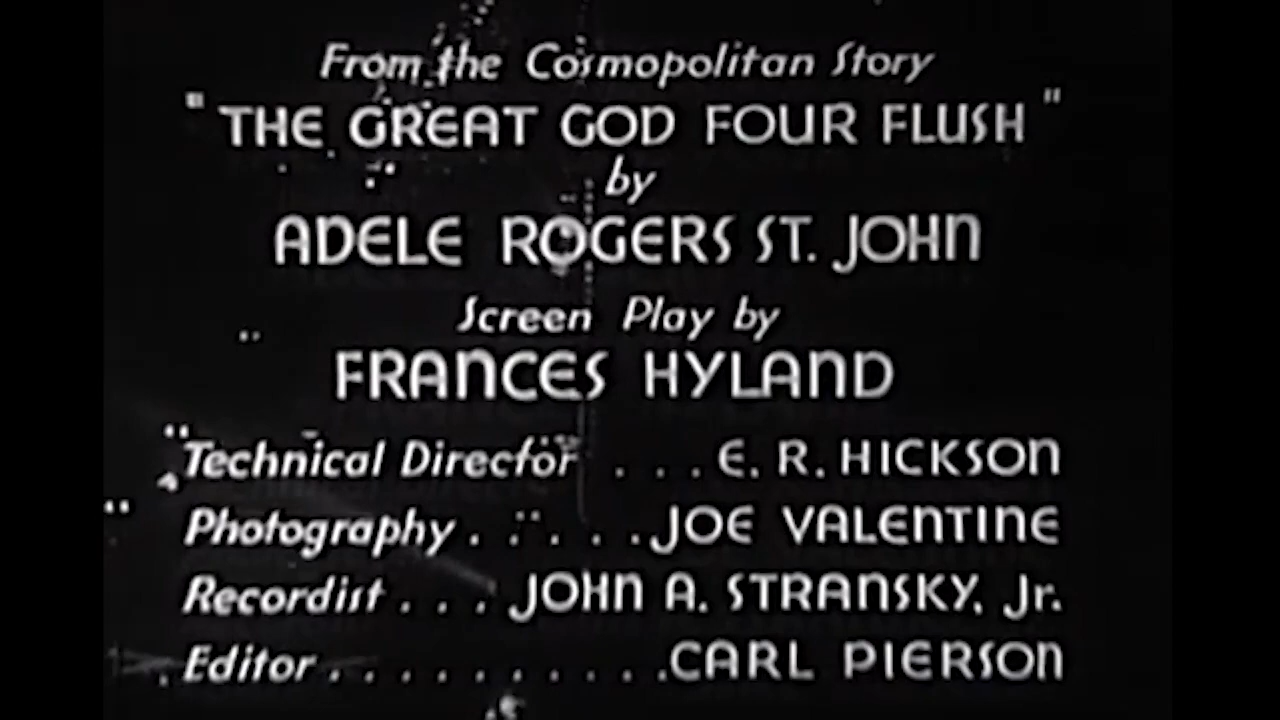 From the Cosmopolitan Story
"THE GREAT GOD FOUR FLUSH"
by
ADELE ROGERS ST. JOHN
Screen Play by
FRANCES HYLAND
Technical Director . . . E. R. HICKSON
Photography . . . . . JOE VALENTINE
Recordist . . . JOHN A. STRANSKY, Jr.
Editor . . . . . . . . . . . CARL PIERSON